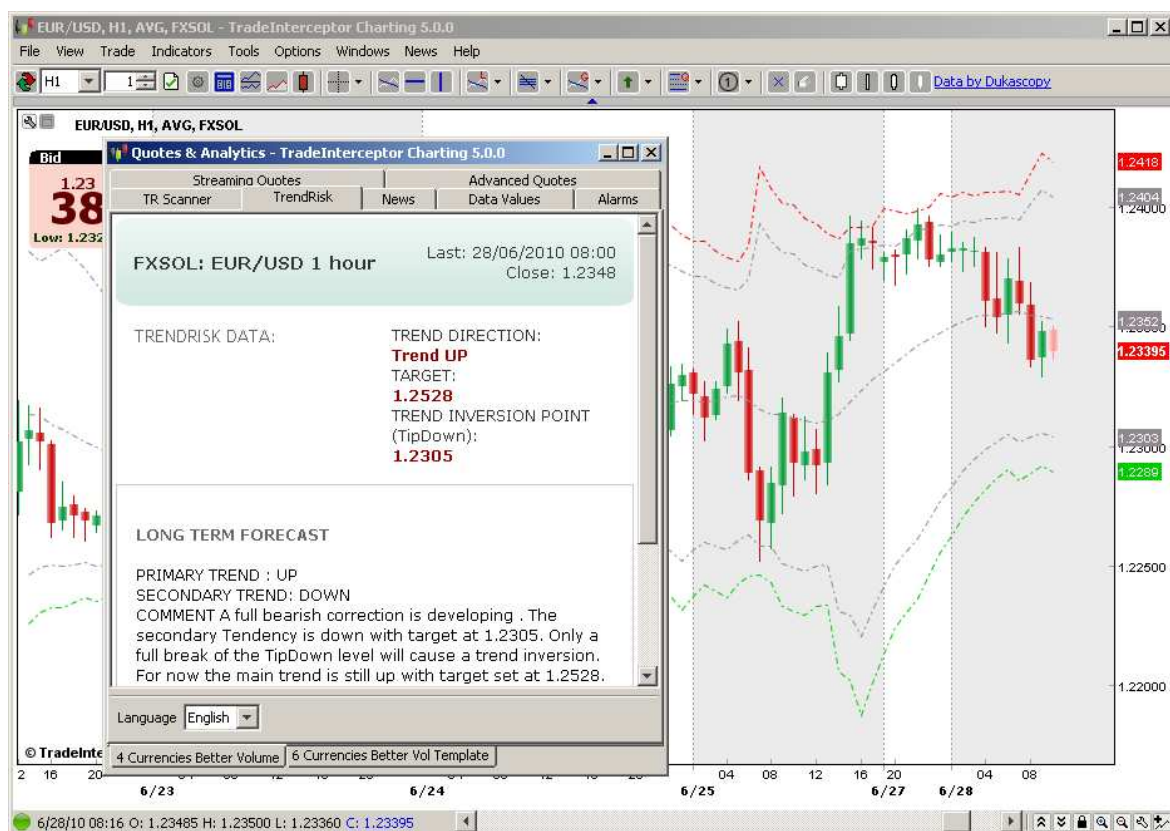 EUR/USD, H1, AVG, FXSOL - TradeInterceptor Charting 5.0.0
File View Trade Indicators Tools Options Windows News Help
H1 1 Data by Dukascopy
EUR/USD, H1, AVG, FXSOL
Bid
1.23
38
Low: 1.232
Quotes & Analytics - TradeInterceptor Charting 5.0.0
Streaming Quotes Advanced Quotes
TR Scanner TrendRisk News Data Values Alarms
FXSOL: EUR/USD 1 hour
Last: 28/06/2010 08:00
Close: 1.2348
TRENDRISK DATA:
TREND DIRECTION:
Trend UP
TARGET:
1.2528
TREND INVERSION POINT
(TipDown):
1.2305
LONG TERM FORECAST
PRIMARY TREND : UP
SECONDARY TREND: DOWN
COMMENT A full bearish correction is developing . The
secondary Tendency is down with target at 1.2305. Only a
full break of the TipDown level will cause a trend inversion.
For now the main trend is still up with target set at 1.2528.
Language English
4 Currencies Better Volume 6 Currencies Better Vol Template
1.2418
1.2404
1.24000
1.2352
1.23395
1.2303
1.23000
1.2289
1.22500
1.22000
© TradeInte
2 16 20 04 08 12 16 20 04 08
6/23 6/24 6/25 6/27 6/28
6/28/10 08:16 O: 1.23485 H: 1.23500 L: 1.23360 C: 1.23395